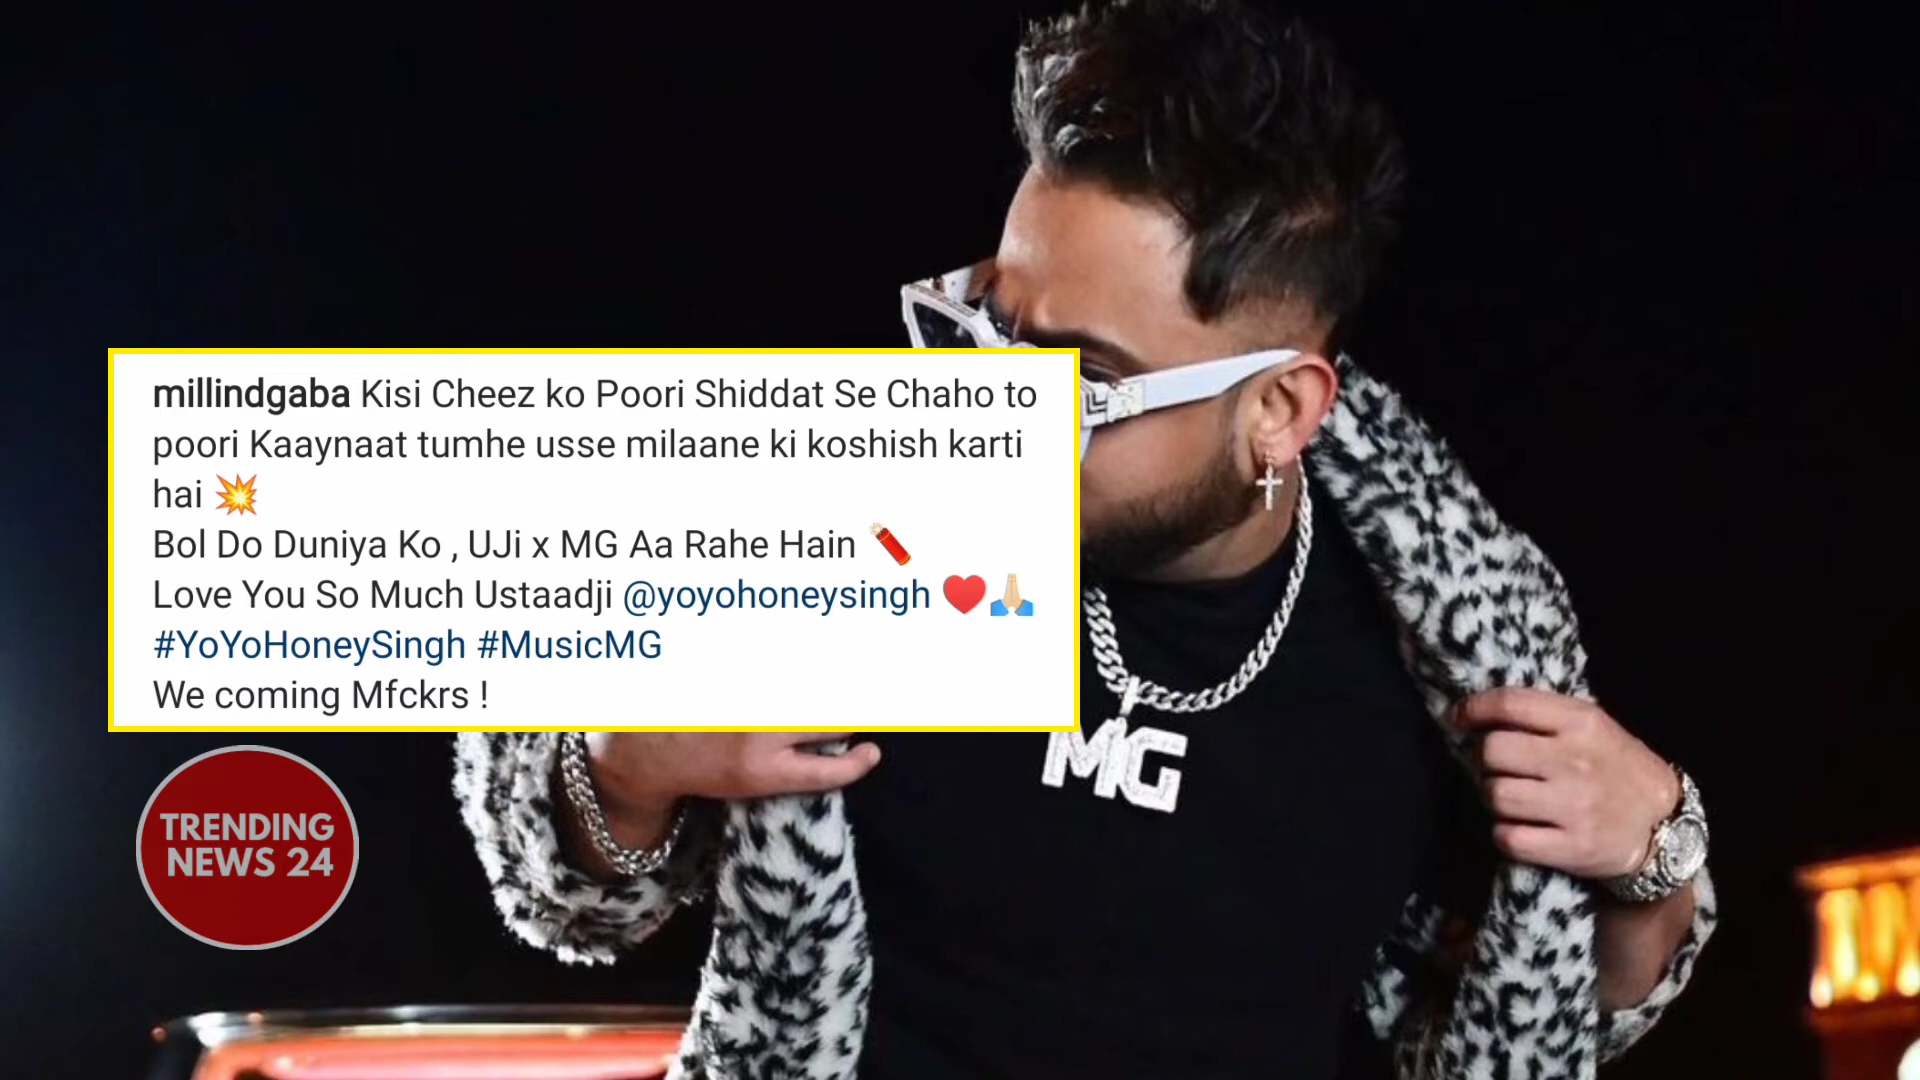 millindgaba Kisi Cheez ko Poori Shiddat Se Chaho to
poori Kaaynaat tumhe usse milaane ki koshish karti
hai 💥
Bol Do Duniya Ko , UJi x MG Aa Rahe Hain 🧨
Love You So Much Ustaadji @yoyohoneysingh ♥️🙏🏼
#YoYoHoneySingh #MusicMG
We coming Mfckrs !
MG
TRENDING
NEWS 24